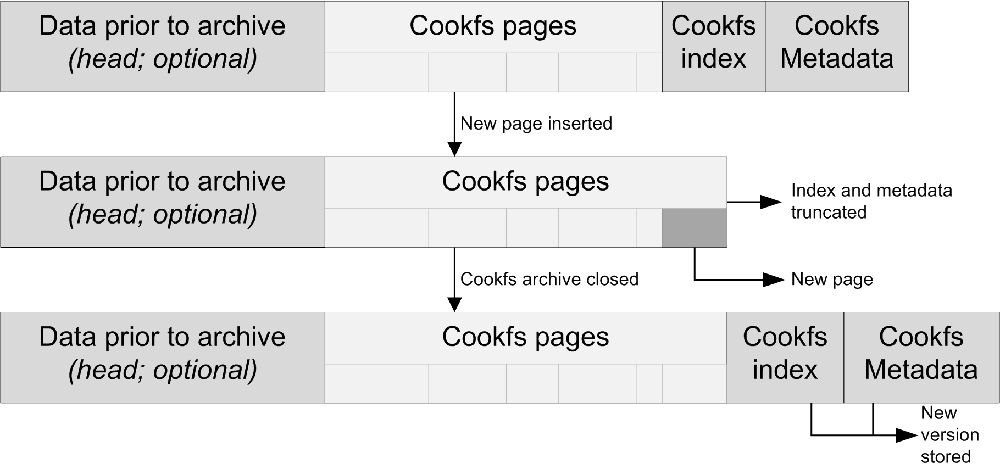 Data prior to archive
(head; optional)
Cookfs pages
Cookfs
index
Cookfs
Metadata
New page inserted
Data prior to archive
(head; optional)
Cookfs pages
Index and metadata
truncated
Cookfs archive closed
New page
Data prior to archive
(head; optional)
Cookfs pages
Cookfs
index
Cookfs
Metadata
New
version
stored